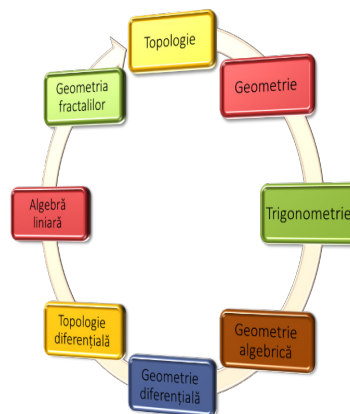 Topologie
Geometrie
Trigonometrie
Geometrie
algebrică
Geometrie
diferențială
Topologie
diferențială
Algebră
liniară
Geometria
fractalilor